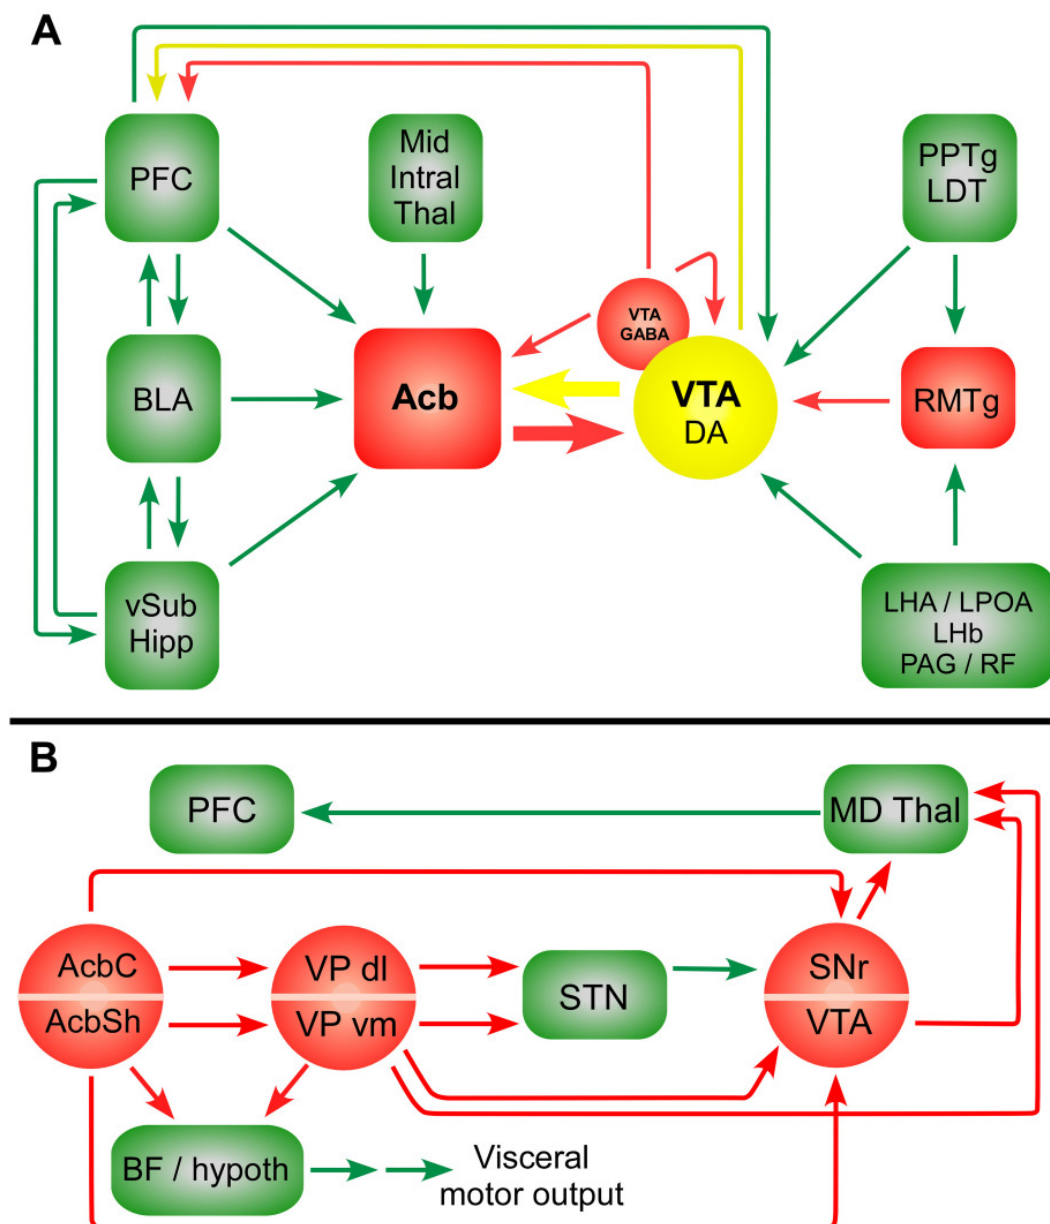 A
PFC
Mid
Intral
Thal
PPTg
LDT
VTA
GABA
BLA
Acb
VTA
DA
RMTg
vSub
Hipp
LHA / LPOA
LHb
PAG / RF
B
PFC
MD Thal
AcbC
AcbSh
VP dl
VP vm
STN
SNr
VTA
BF / hypoth
Visceral
motor output